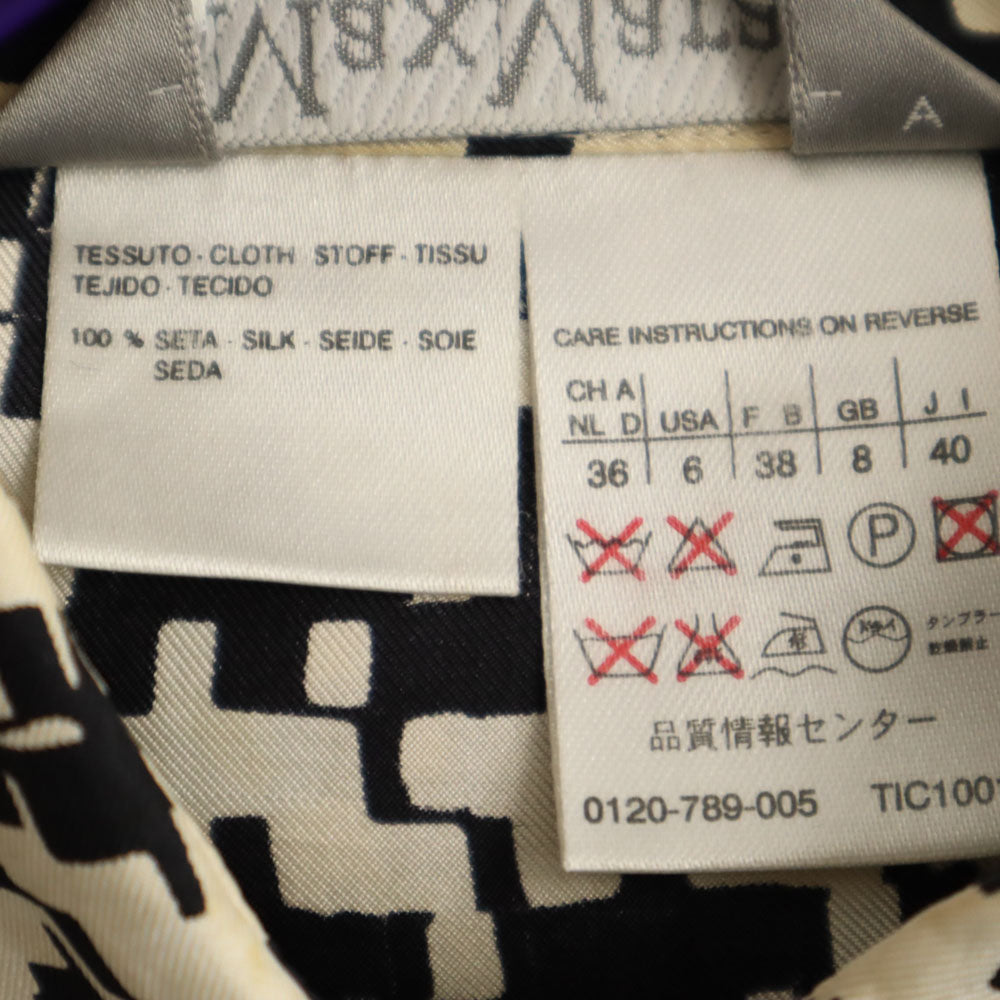 A
TESSUTO · CLOTH STOFF · TISSU
TEJIDO · TECIDO
100 % SETA · SILK · SEIDE · SOIE
SEDA
CARE INSTRUCTIONS ON REVERSE
CH A
NL D USA F B GB J I
36 6 38 8 40
P
タンブラー
乾燥禁止
品質情報センター
0120-789-005 TIC100